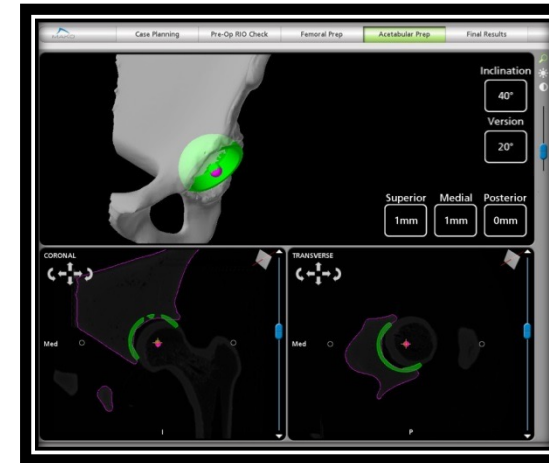 MAKO Case Planning Pre-Op RIO Check Femoral Prep Acetabular Prep Final Results
Inclination
40°
Version
20°
Superior Medial Posterior
1mm 1mm 0mm
CORONAL TRANSVERSE
Med Med
I P